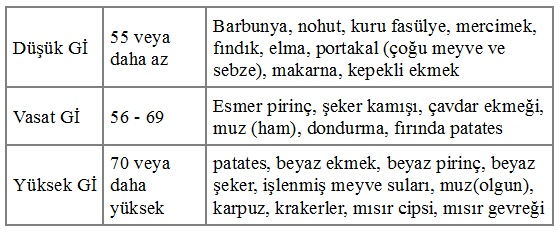 Düşük Gİ
55 veya
daha az
Barbunya, nohut, kuru fasülye, mercimek,
fındık, elma, portakal (çoğu meyve ve
sebze), makarna, kepekli ekmek
Vasat Gİ
56 - 69
Esmer pirinç, şeker kamışı, çavdar ekmeği,
muz (ham), dondurma, fırında patates
Yüksek Gİ
70 veya
daha
yüksek
patates, beyaz ekmek, beyaz pirinç, beyaz
şeker, işlenmiş meyve suları, muz(olgun),
karpuz, krakerler, mısır cipsi, mısır gevreği